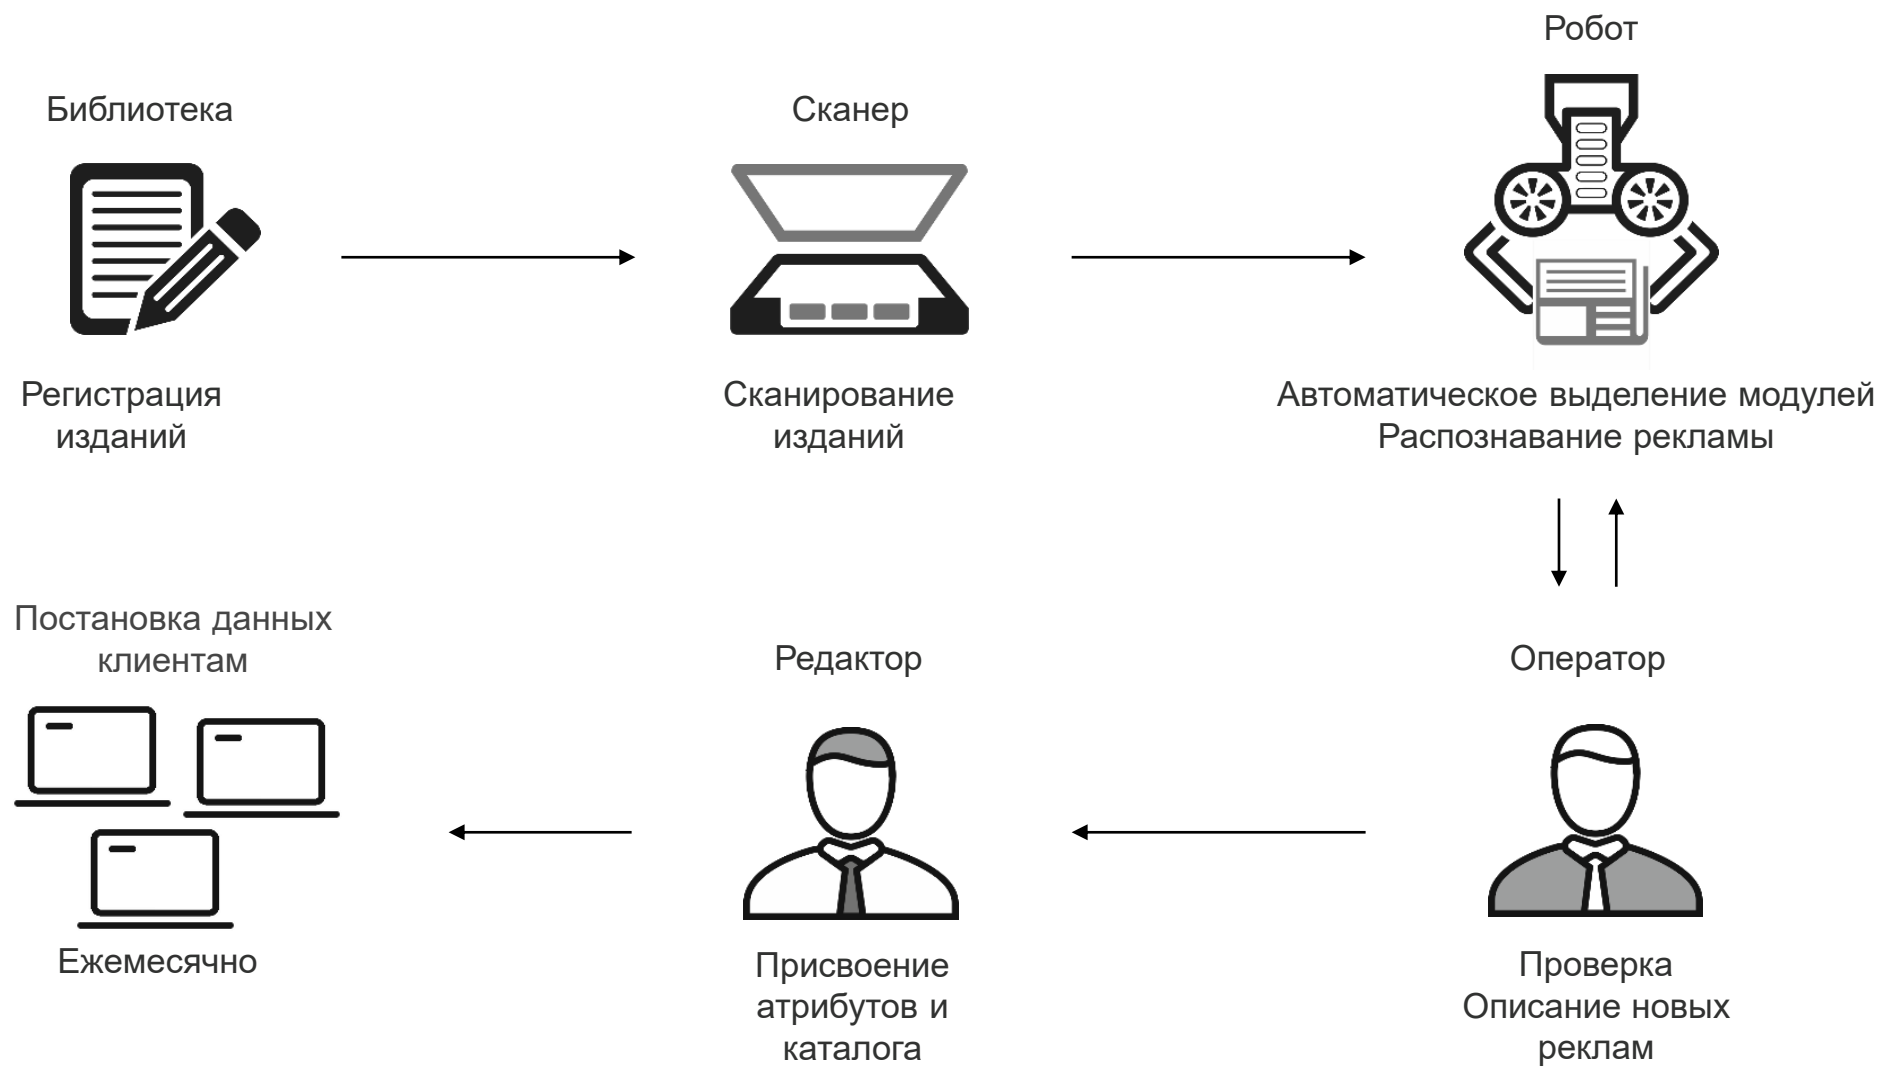 Робот
Библиотека
Сканер
Регистрация
изданий
Сканирование
изданий
Автоматическое выделение модулей
Распознавание рекламы
Постановка данных
клиентам
Редактор
Оператор
Ежемесячно
Присвоение
атрибутов и
каталога
Проверка
Описание новых
реклам